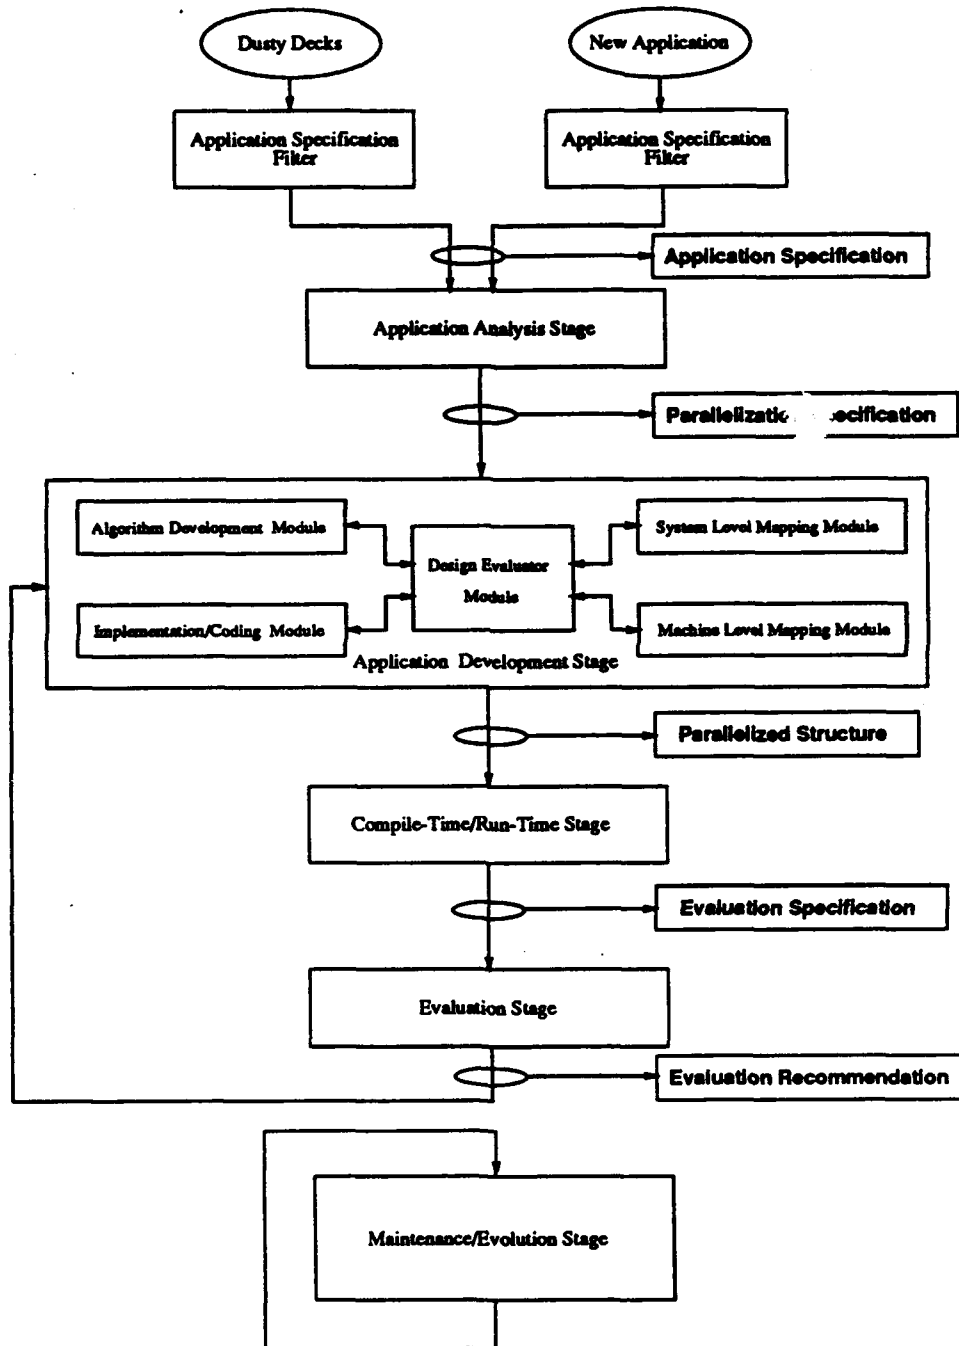 Dusty Decks
New Application
Application Specification
Filter
Application Specification
Filter
Application Specification
Application Analysis Stage
Parallelizatic ecification
Algorithm Development Module
System Level Mapping Module
Design Evaluator
Module
Implementation/Coding Module
Machine Level Mapping Module
Application Development Stage
Parallelized Structure
Compile-Time/Run-Time Stage
Evaluation Specification
Evaluation Stage
Evaluation Recommendation
Maintenance/Evolution Stage